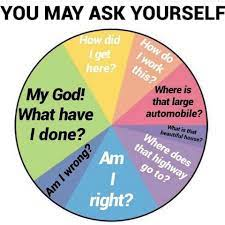 YOU MAY ASK YOURSELF
How did
I get
here?
How do
I work
this?
Where is
that large
automobile?
What is that
beautiful house?
Where does
that highway
go to?
Am
I
right?
Am I wrong?
My God!
What have
I done?